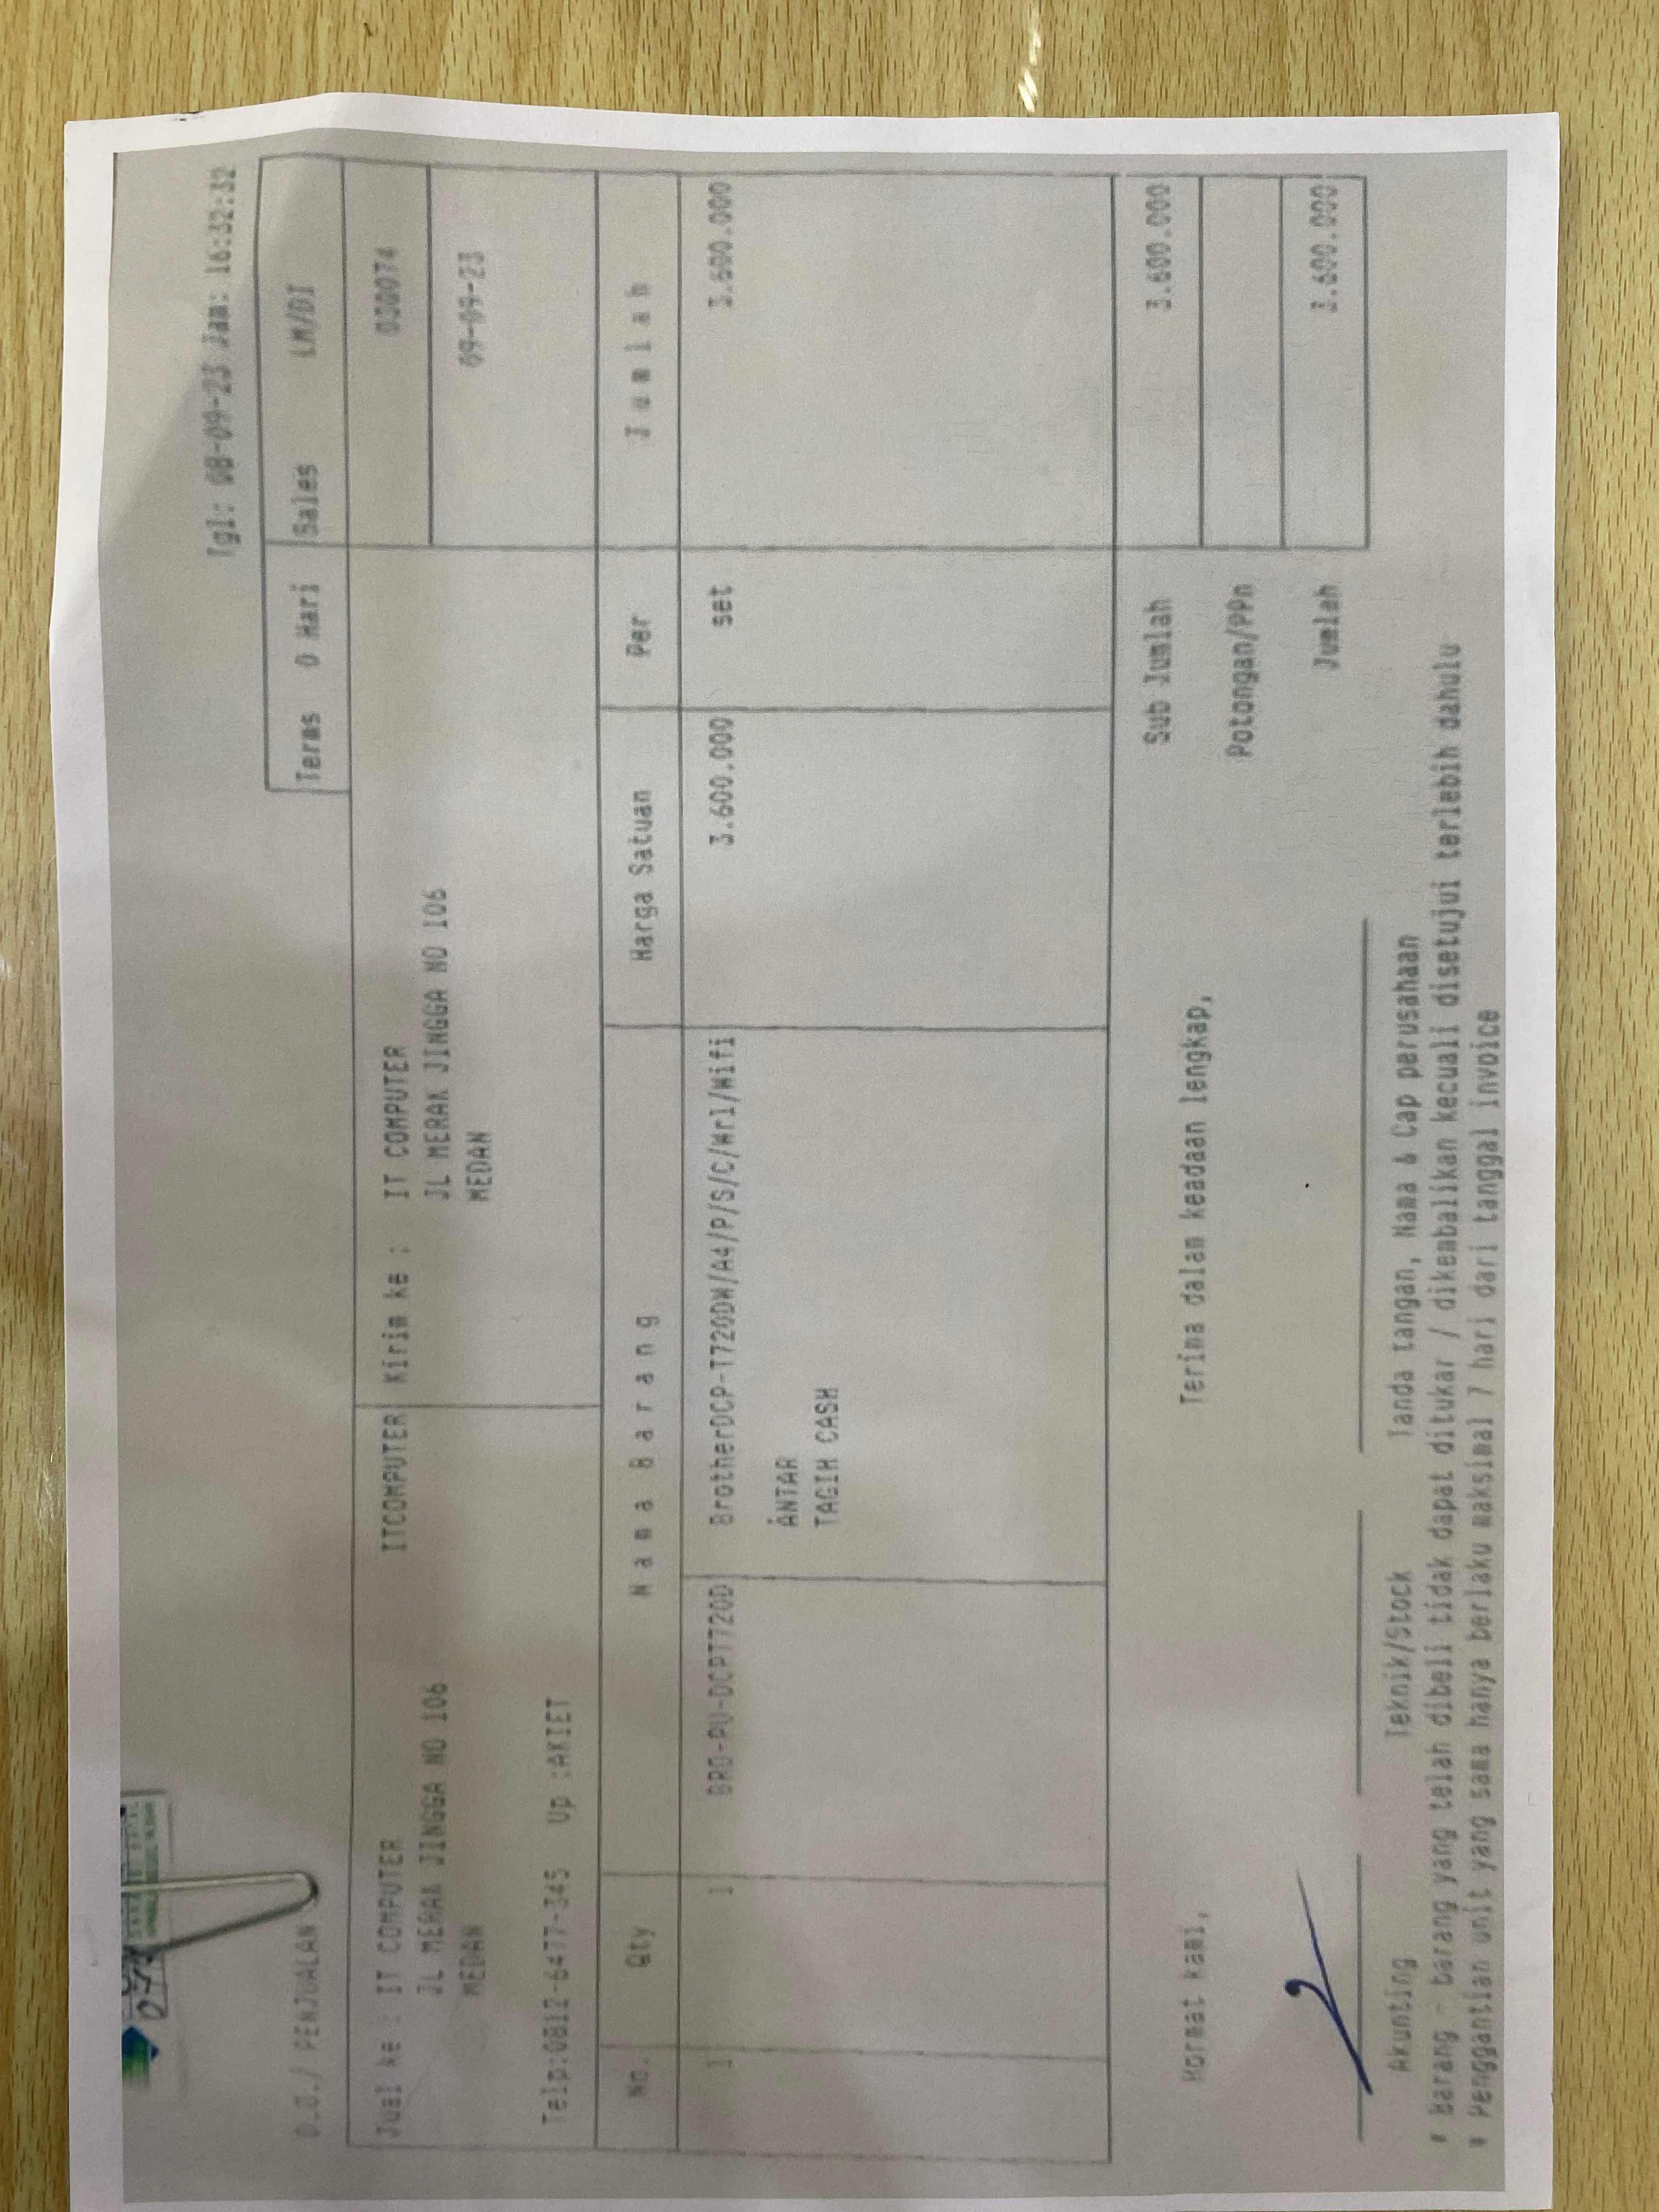 Tgl: 08-09-23 Jam: 16:32:32
D.O./ PENJUALAN
Terms 0 Hari Sales LM/DI
Jual ke : IT COMPUTER ITCOMPUTER Kirim ke : IT COMPUTER
JL MERAK JINGGA NO 106 JL MERAK JINGGA NO 106
MEDAN MEDAN 09-09-23
Telp:0812-6477-345 Up :AKIET
No. Qty N a m a B a r a n g Harga Satuan Per J u m l a h
1 1 BRO-PU-DCPT720D BrotherDCP-T720DW/A4/P/S/C/Wrl/Wifi 3.600.000 set 3.600.000
ANTAR
TAGIH CASH
Sub Jumlah 3.600.000
Hormat kami, Terima dalam keadaan lengkap,
Potongan/PPn
Jumlah 3.600.000
Akunting Teknik/Stock Tanda tangan, Nama & Cap perusahaan
* Barang - barang yang telah dibeli tidak dapat ditukar / dikembalikan kecuali disetujui terlebih dahulu
* Penggantian unit yang sama hanya berlaku maksimal 7 hari dari tanggal invoice